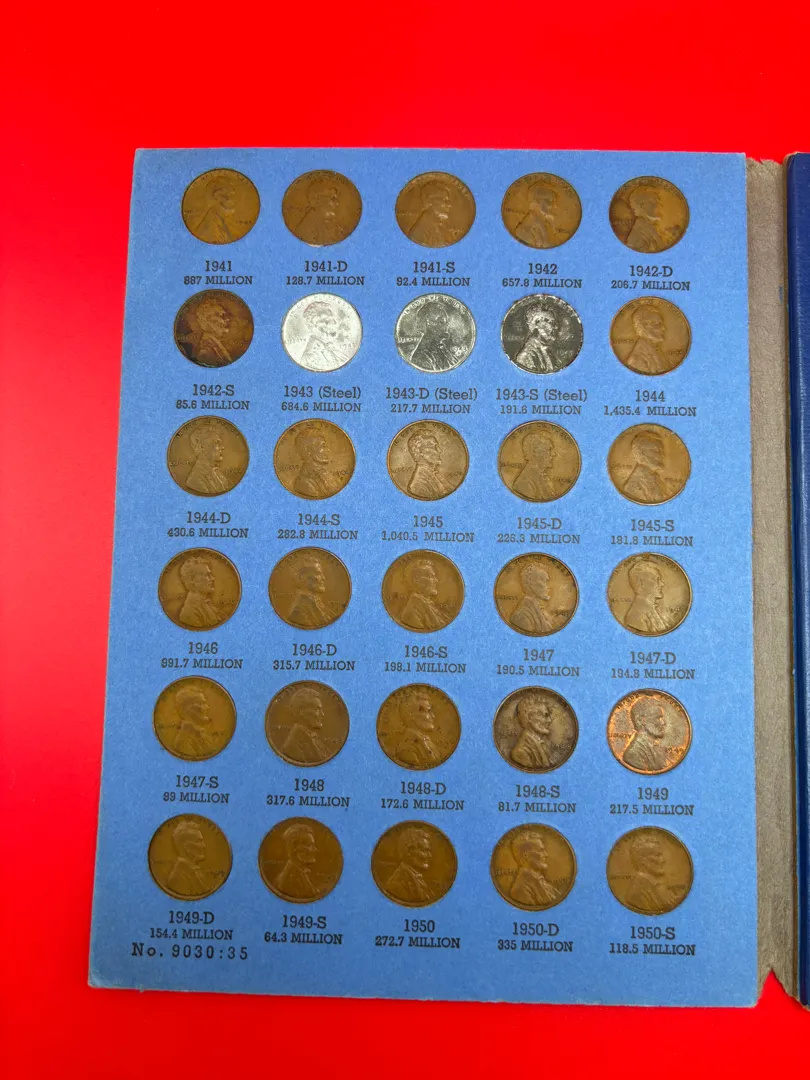 1941 1941-D 1941-S 1942 1942-D
887 MILLION 128.7 MILLION 92.4 MILLION 657.8 MILLION 206.7 MILLION
1942-S 1943 (Steel) 1943-D (Steel) 1943-S (Steel) 1944
85.6 MILLION 684.6 MILLION 217.7 MILLION 191.6 MILLION 1,435.4 MILLION
1944-D 1944-S 1945 1945-D 1945-S
430.6 MILLION 282.8 MILLION 1,040.5 MILLION 226.3 MILLION 181.8 MILLION
1946 1946-D 1946-S 1947 1947-D
991.7 MILLION 315.7 MILLION 198.1 MILLION 190.5 MILLION 194.8 MILLION
1947-S 1948 1948-D 1948-S 1949
99 MILLION 317.6 MILLION 172.6 MILLION 81.7 MILLION 217.5 MILLION
1949-D 1949-S 1950 1950-D 1950-S
154.4 MILLION 64.3 MILLION 272.7 MILLION 335 MILLION 118.5 MILLION
No. 9030:35